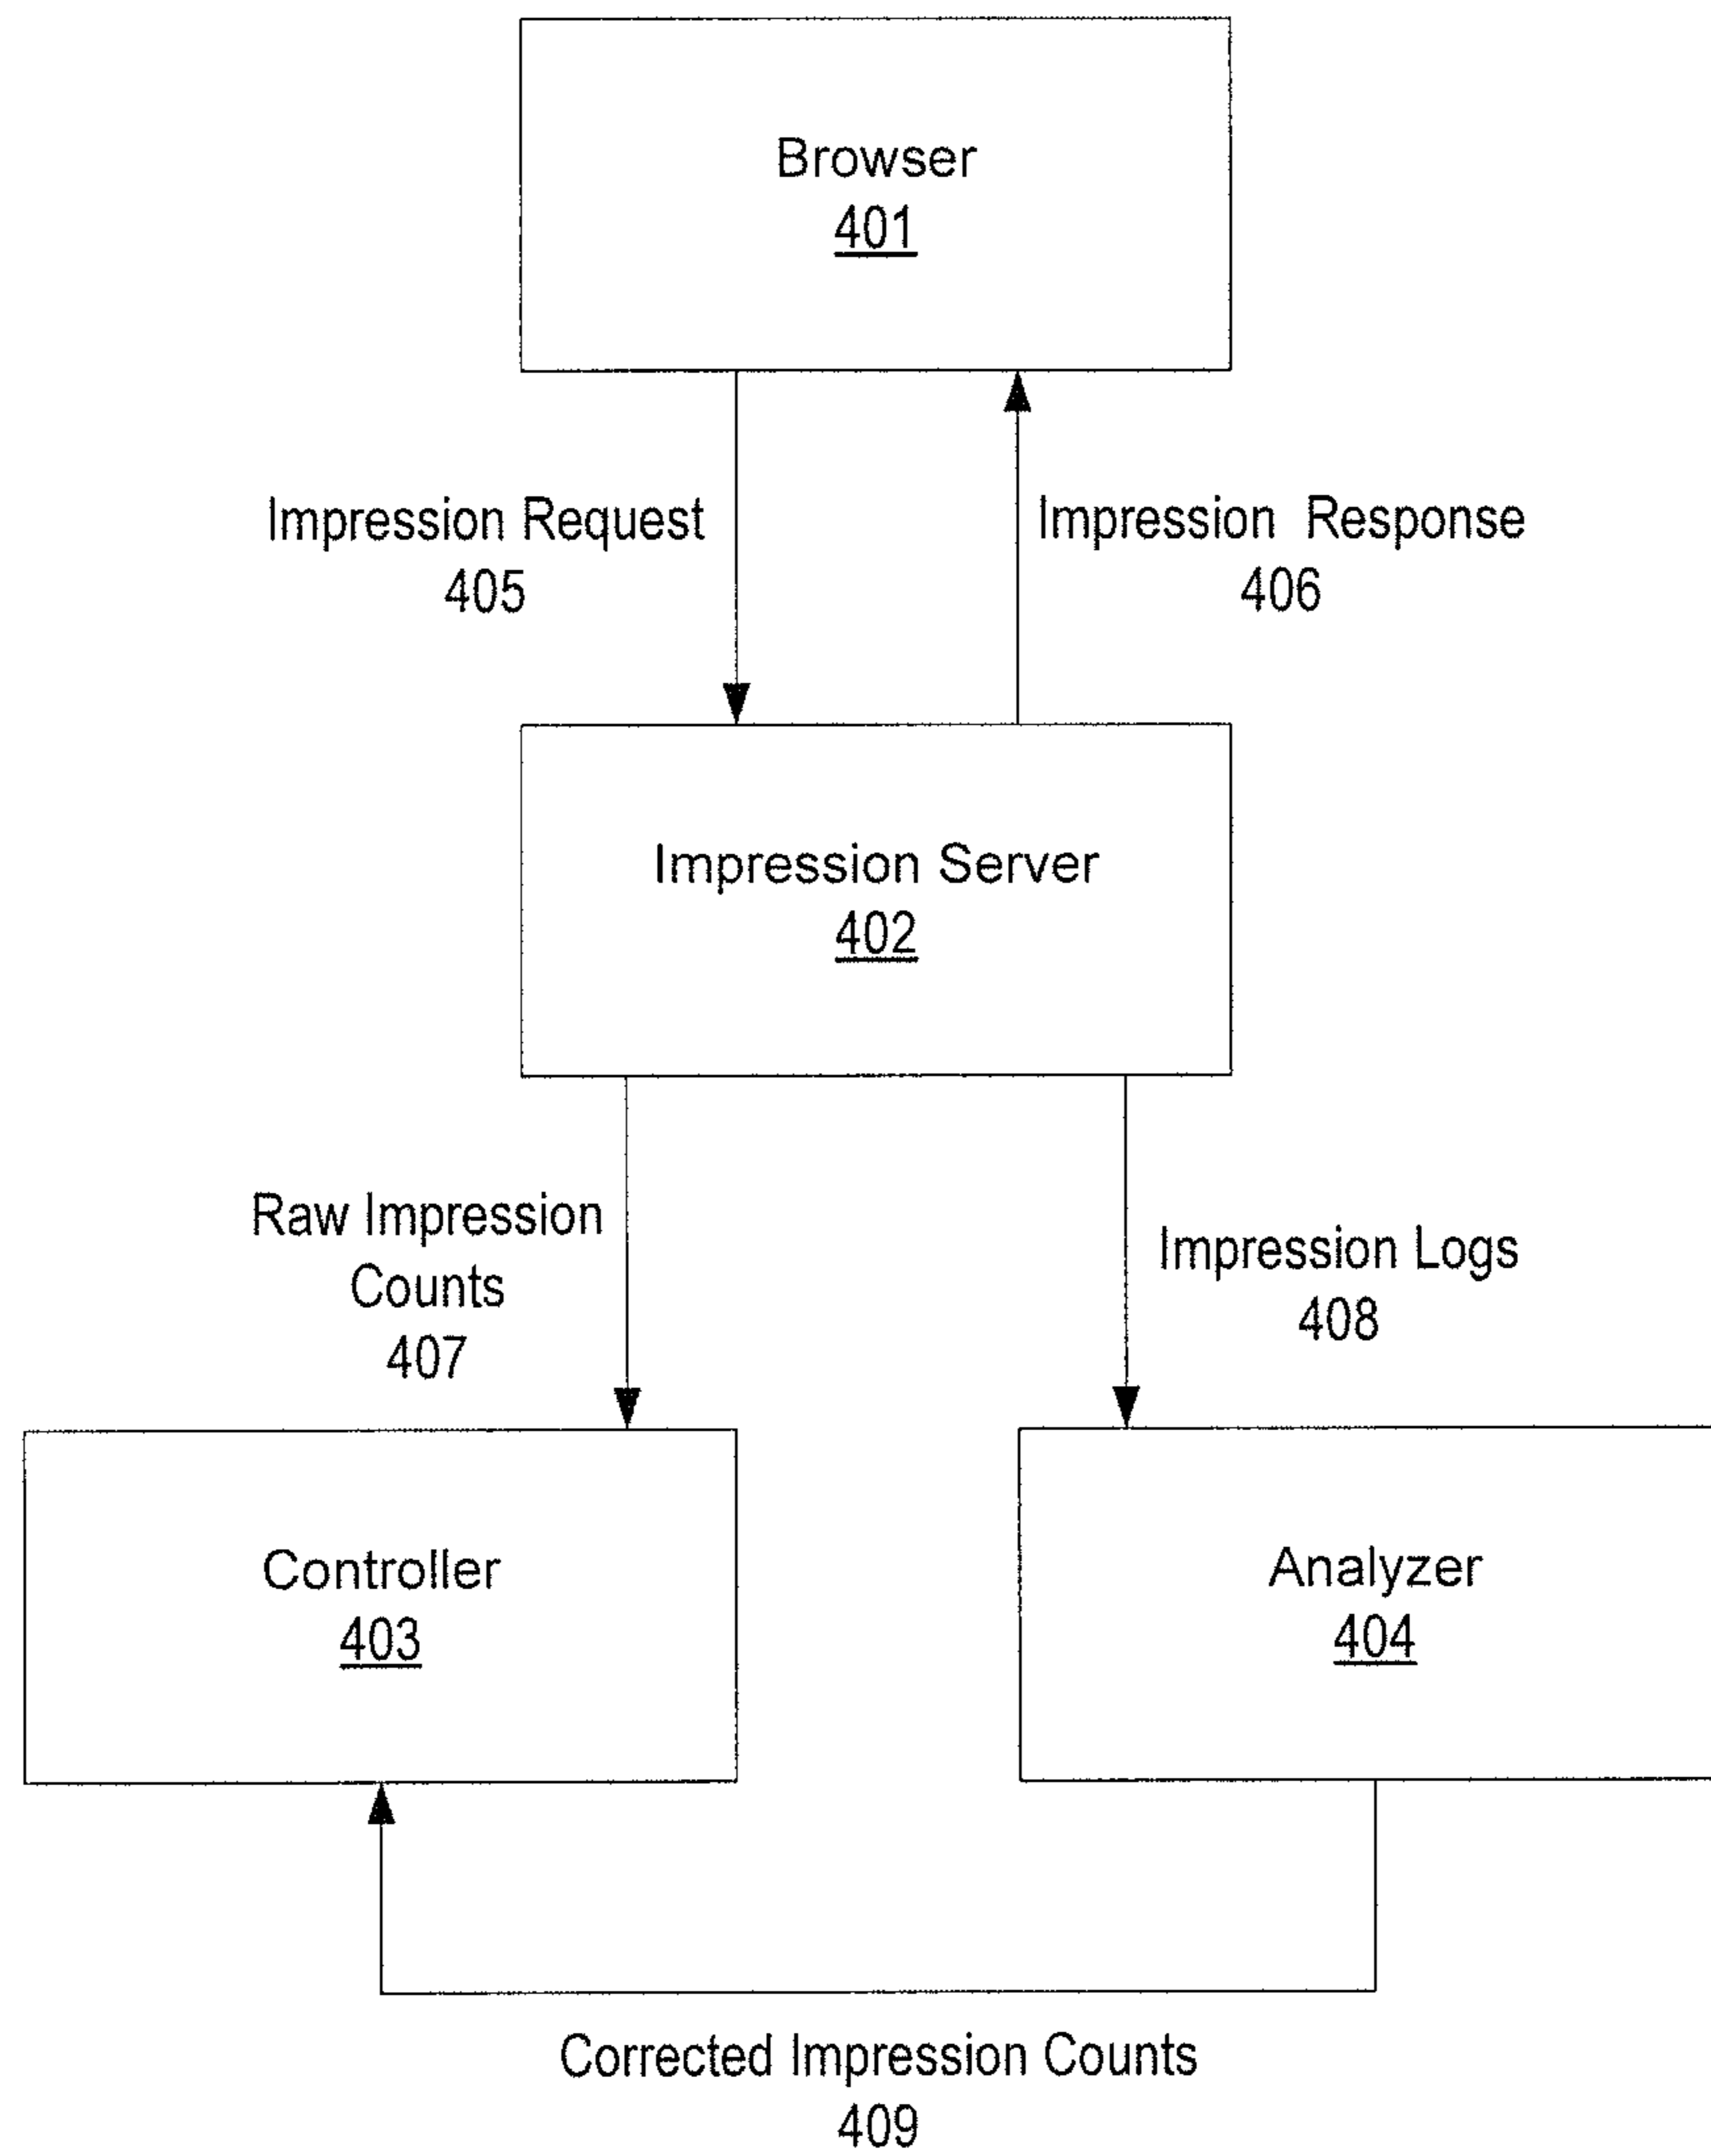 Browser
401
Impression Request
405
Impression Response
406
Impression Server
402
Raw Impression
Counts
407
Impression Logs
408
Controller
403
Analyzer
404
Corrected Impression Counts
409